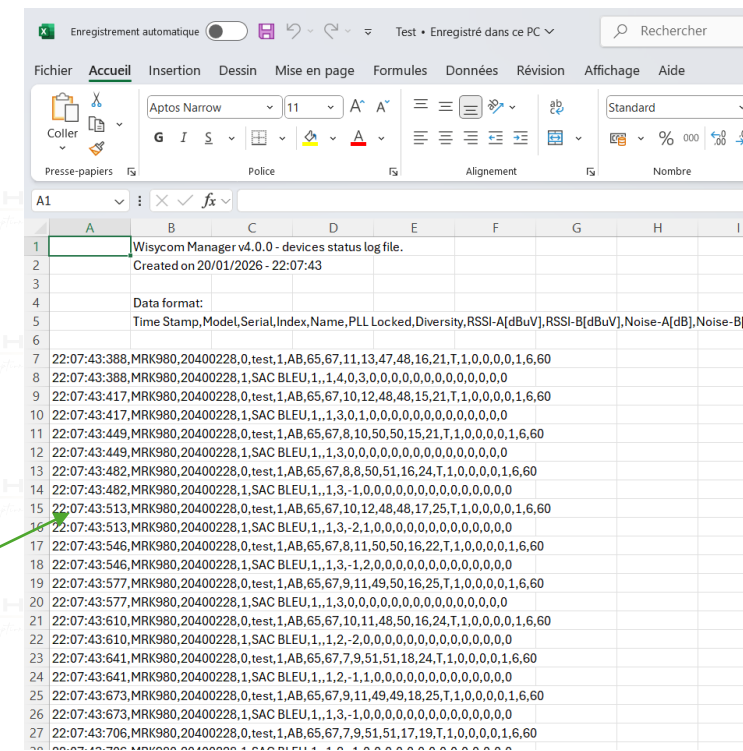 Enregistrement automatique Test • Enregistré dans ce PC Rechercher
Fichier Accueil Insertion Dessin Mise en page Formules Données Révision Affichage Aide
Coller Aptos Narrow 11 A A ab Standard
G I S A % 000
Presse-papiers Police Alignement Nombre
A1 fx
A B C D E F G H I
1 Wisycom Manager v4.0.0 - devices status log file.
2 Created on 20/01/2026 - 22:07:43
3
4 Data format:
5 Time Stamp,Model,Serial,Index,Name,PLL Locked,Diversity,RSSI-A[dBuV],RSSI-B[dBuV],Noise-A[dB],Noise-B[
6
7 22:07:43:388,MRK980,20400228,0,test,1,AB,65,67,11,13,47,48,16,21,T,1,0,0,0,0,1,6,60
8 22:07:43:388,MRK980,20400228,1,SAC BLEU,1,,1,4,0,3,0,0,0,0,0,0,0,0,0,0,0,0
9 22:07:43:417,MRK980,20400228,0,test,1,AB,65,67,10,12,48,48,15,21,T,1,0,0,0,0,1,6,60
10 22:07:43:417,MRK980,20400228,1,SAC BLEU,1,,1,3,0,1,0,0,0,0,0,0,0,0,0,0,0,0
11 22:07:43:449,MRK980,20400228,0,test,1,AB,65,67,8,10,50,50,15,21,T,1,0,0,0,0,1,6,60
12 22:07:43:449,MRK980,20400228,1,SAC BLEU,1,,1,3,0,0,0,0,0,0,0,0,0,0,0,0,0,0
13 22:07:43:482,MRK980,20400228,0,test,1,AB,65,67,8,8,50,51,16,24,T,1,0,0,0,0,1,6,60
14 22:07:43:482,MRK980,20400228,1,SAC BLEU,1,,1,3,-1,0,0,0,0,0,0,0,0,0,0,0,0,0
15 22:07:43:513,MRK980,20400228,0,test,1,AB,65,67,10,12,48,48,17,25,T,1,0,0,0,0,1,6,60
16 22:07:43:513,MRK980,20400228,1,SAC BLEU,1,,1,3,-2,1,0,0,0,0,0,0,0,0,0,0,0,0
17 22:07:43:546,MRK980,20400228,0,test,1,AB,65,67,8,11,50,50,16,22,T,1,0,0,0,0,1,6,60
18 22:07:43:546,MRK980,20400228,1,SAC BLEU,1,,1,3,-1,2,0,0,0,0,0,0,0,0,0,0,0,0
19 22:07:43:577,MRK980,20400228,0,test,1,AB,65,67,9,11,49,50,16,25,T,1,0,0,0,0,1,6,60
20 22:07:43:577,MRK980,20400228,1,SAC BLEU,1,,1,3,0,0,0,0,0,0,0,0,0,0,0,0,0,0
21 22:07:43:610,MRK980,20400228,0,test,1,AB,65,67,10,11,48,50,16,24,T,1,0,0,0,0,1,6,60
22 22:07:43:610,MRK980,20400228,1,SAC BLEU,1,,1,2,-2,0,0,0,0,0,0,0,0,0,0,0,0,0
23 22:07:43:641,MRK980,20400228,0,test,1,AB,65,67,7,9,51,51,18,24,T,1,0,0,0,0,1,6,60
24 22:07:43:641,MRK980,20400228,1,SAC BLEU,1,,1,2,-1,1,0,0,0,0,0,0,0,0,0,0,0,0
25 22:07:43:673,MRK980,20400228,0,test,1,AB,65,67,9,11,49,49,18,25,T,1,0,0,0,0,1,6,60
26 22:07:43:673,MRK980,20400228,1,SAC BLEU,1,,1,3,-1,0,0,0,0,0,0,0,0,0,0,0,0,0
27 22:07:43:706,MRK980,20400228,0,test,1,AB,65,67,7,9,51,51,17,19,T,1,0,0,0,0,1,6,60